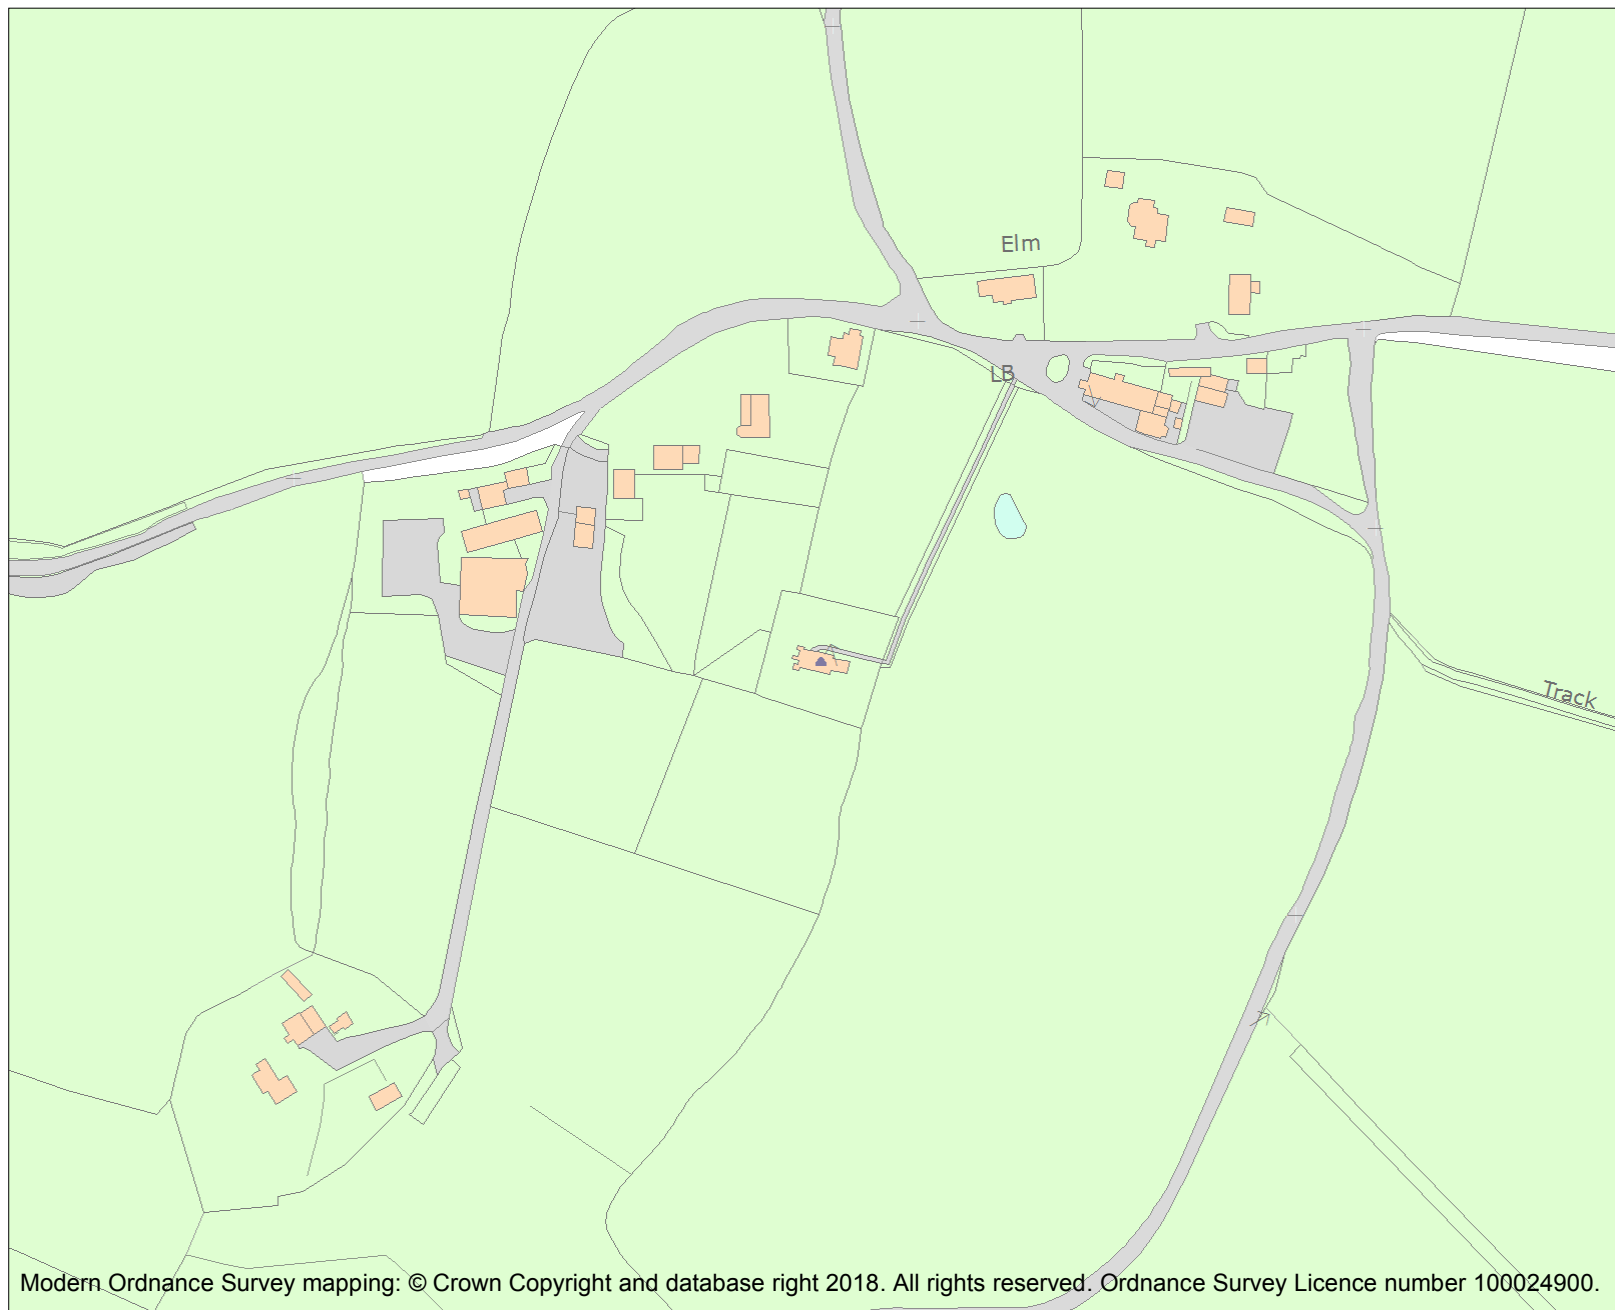 Elm
LB
Track
Modern Ordnance Survey mapping: © Crown Copyright and database right 2018. All rights reserved. Ordnance Survey Licence number 100024900.